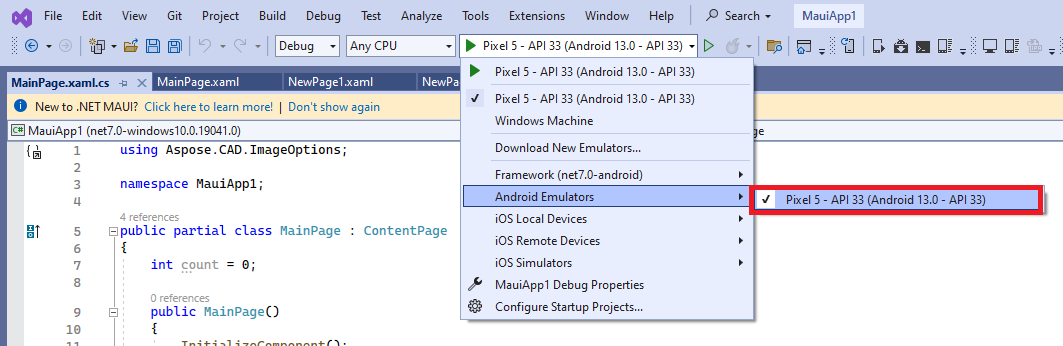 File Edit View Git Project Build Debug Test Analyze Tools Extensions Window Help Search MauiApp1
Debug Any CPU Pixel 5 - API 33 (Android 13.0 - API 33)
MainPage.xaml.cs MainPage.xaml NewPage1.xaml
New to .NET MAUI? Click here to learn more! | Don't show again
MauiApp1 (net7.0-windows10.0.19041.0)
1 using Aspose.CAD.ImageOptions;
2
3 namespace MauiApp1;
4
4 references
5 public partial class MainPage : ContentPage
6 {
7 int count = 0;
8
0 references
9 public MainPage()
10 {
11 InitializeComponent();
Pixel 5 - API 33 (Android 13.0 - API 33)
Pixel 5 - API 33 (Android 13.0 - API 33)
Windows Machine
Download New Emulators...
Framework (net7.0-android)
Android Emulators
iOS Local Devices
iOS Remote Devices
iOS Simulators
MauiApp1 Debug Properties
Configure Startup Projects...
Pixel 5 - API 33 (Android 13.0 - API 33)